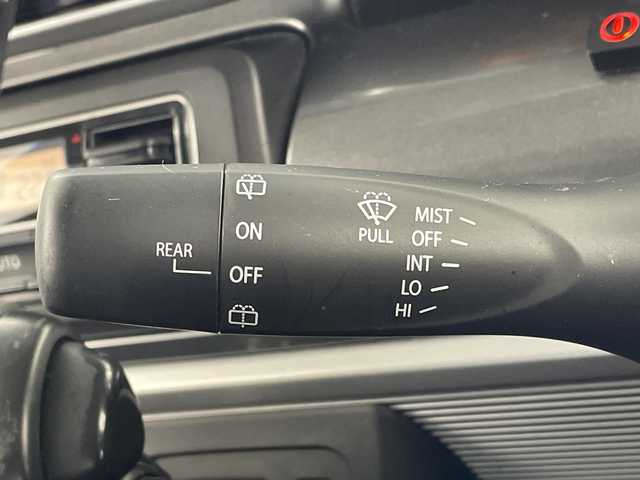 REAR
ON
OFF
PULL
MIST
OFF
INT
LO
HI